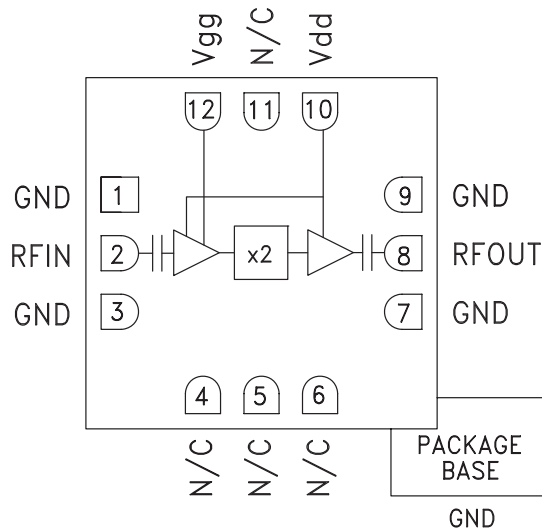 Vgg N/C Vdd
12 11 10
GND 1 9 GND
RFIN 2 x2 8 RFOUT
GND 3 7 GND
4 5 6
N/C N/C N/C
PACKAGE
BASE
GND